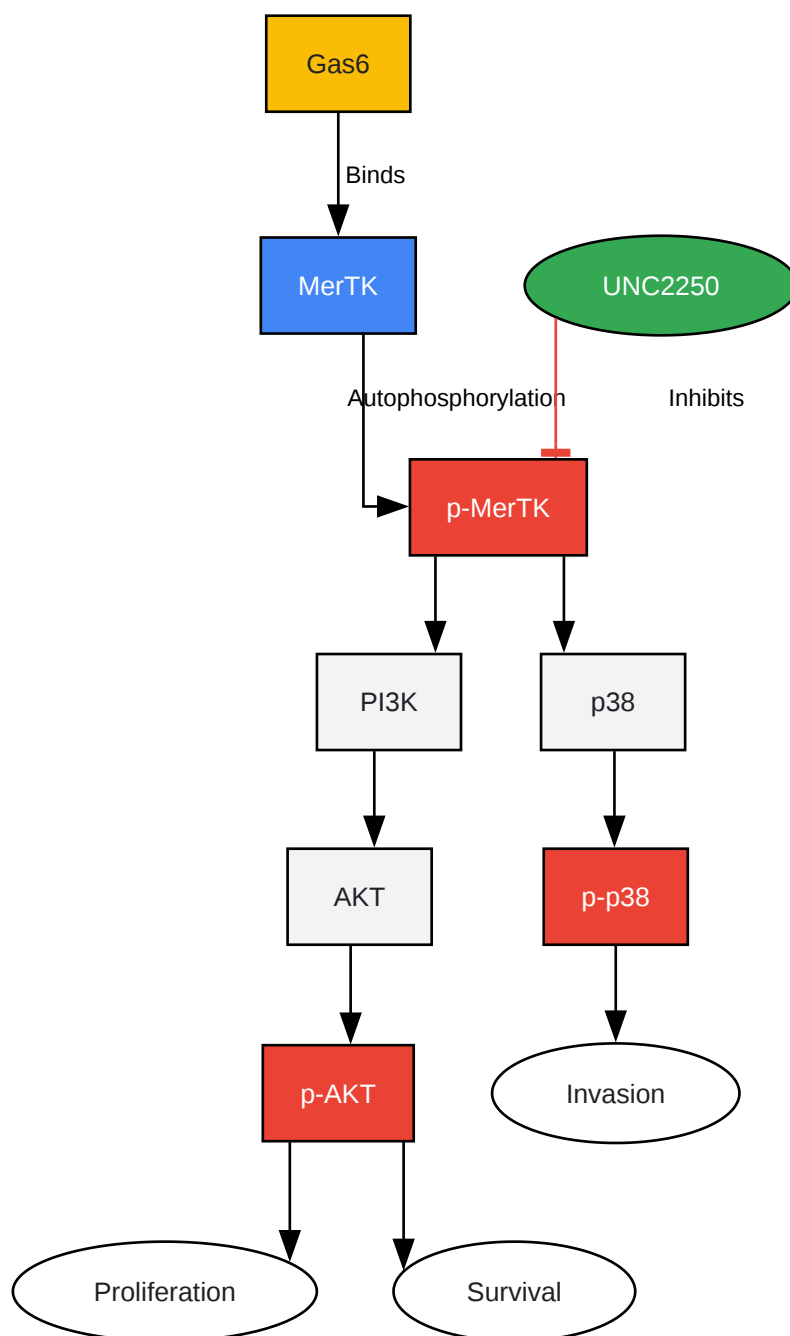 Gas6
Binds
MerTK
UNC2250
Autophosphorylation
Inhibits
p-MerTK
PI3K
p38
AKT
p-p38
p-AKT
Invasion
Proliferation
Survival